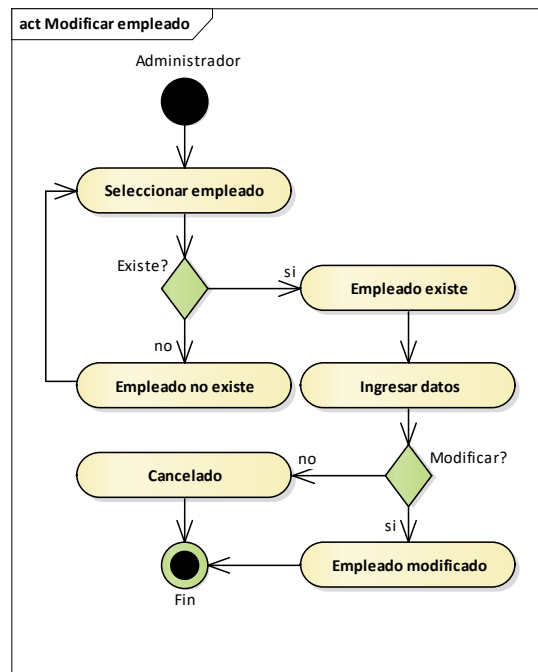 act Modificar empleado
Administrador
Seleccionar empleado
Existe?
si
Empleado existe
no
Empleado no existe
Ingresar datos
Modificar?
no
Cancelado
si
Empleado modificado
Fin